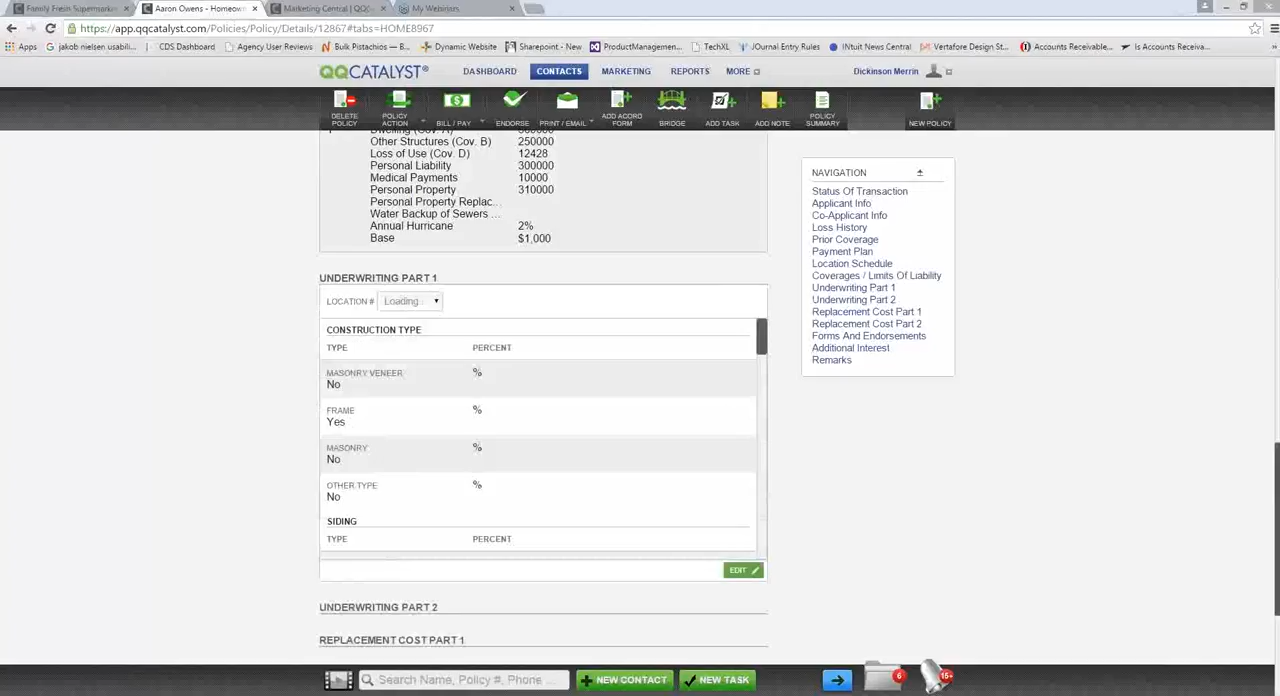 Family Fresh Supermarke
Aaron Owens - Homeown
Marketing Central | QQC
My Webinars
https://app.qqcatalyst.com/Policies/Policy/Details/12867#tabs=HOME8967
Apps
jakob nielsen usabili...
CDS Dashboard
Agency User Reviews
Bulk Pistachios — B...
Dynamic Website
Sharepoint - New
ProductManagemen...
TechXL
JOurnal Entry Rules
INtuit News Central
Vertafore Design St...
Accounts Receivable...
Is Accounts Receiva...
QQCATALYST®
DASHBOARD
CONTACTS
MARKETING
REPORTS
MORE
Dickinson Merrin
DELETE POLICY
POLICY ACTION
BILL / PAY
ENDORSE
PRINT / EMAIL
ADD ACORD FORM
BRIDGE
ADD TASK
ADD NOTE
POLICY SUMMARY
NEW POLICY
Dwelling (Cov. A)
Other Structures (Cov. B) 250000
Loss of Use (Cov. D) 12428
Personal Liability 300000
Medical Payments 10000
Personal Property 310000
Personal Property Replac...
Water Backup of Sewers ...
Annual Hurricane 2%
Base $1,000
UNDERWRITING PART 1
LOCATION # Loading..
CONSTRUCTION TYPE
TYPE PERCENT
MASONRY VENEER %
No
FRAME %
Yes
MASONRY %
No
OTHER TYPE %
No
SIDING
TYPE PERCENT
EDIT
UNDERWRITING PART 2
REPLACEMENT COST PART 1
NAVIGATION
Status Of Transaction
Applicant Info
Co-Applicant Info
Loss History
Prior Coverage
Payment Plan
Location Schedule
Coverages / Limits Of Liability
Underwriting Part 1
Underwriting Part 2
Replacement Cost Part 1
Replacement Cost Part 2
Forms And Endorsements
Additional Interest
Remarks
Search Name, Policy #, Phone ...
NEW CONTACT
NEW TASK
6
15+